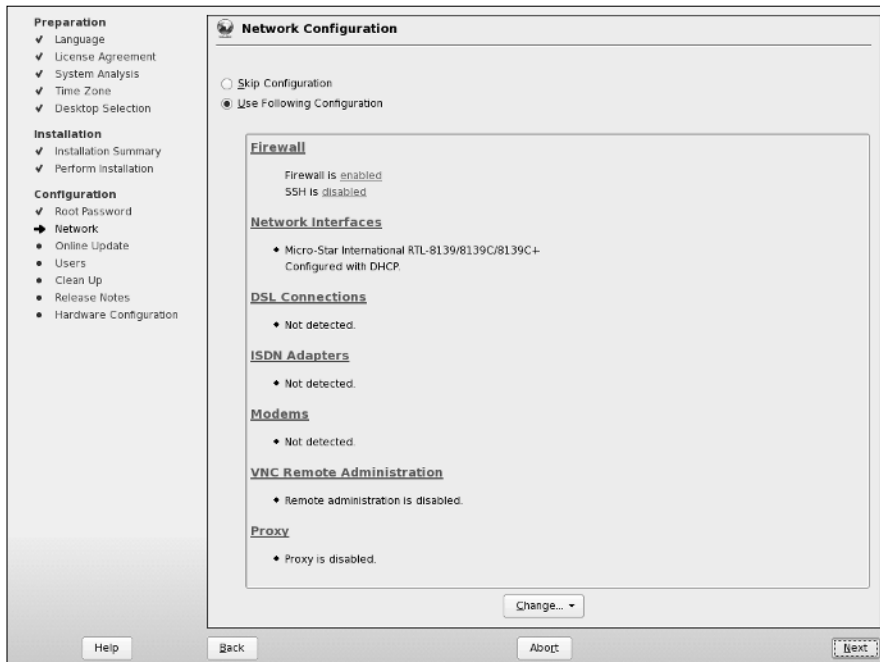 Preparation
Language
License Agreement
System Analysis
Time Zone
Desktop Selection
Installation
Installation Summary
Perform Installation
Configuration
Root Password
Network
Online Update
Users
Clean Up
Release Notes
Hardware Configuration
Network Configuration
Skip Configuration
Use Following Configuration
Firewall
Firewall is enabled
SSH is disabled
Network Interfaces
Micro-Star International RTL-8139/8139C/8139C+
Configured with DHCP.
DSL Connections
Not detected.
ISDN Adapters
Not detected.
Modems
Not detected.
VNC Remote Administration
Remote administration is disabled.
Proxy
Proxy is disabled.
Change...
Help
Back
Abort
Next